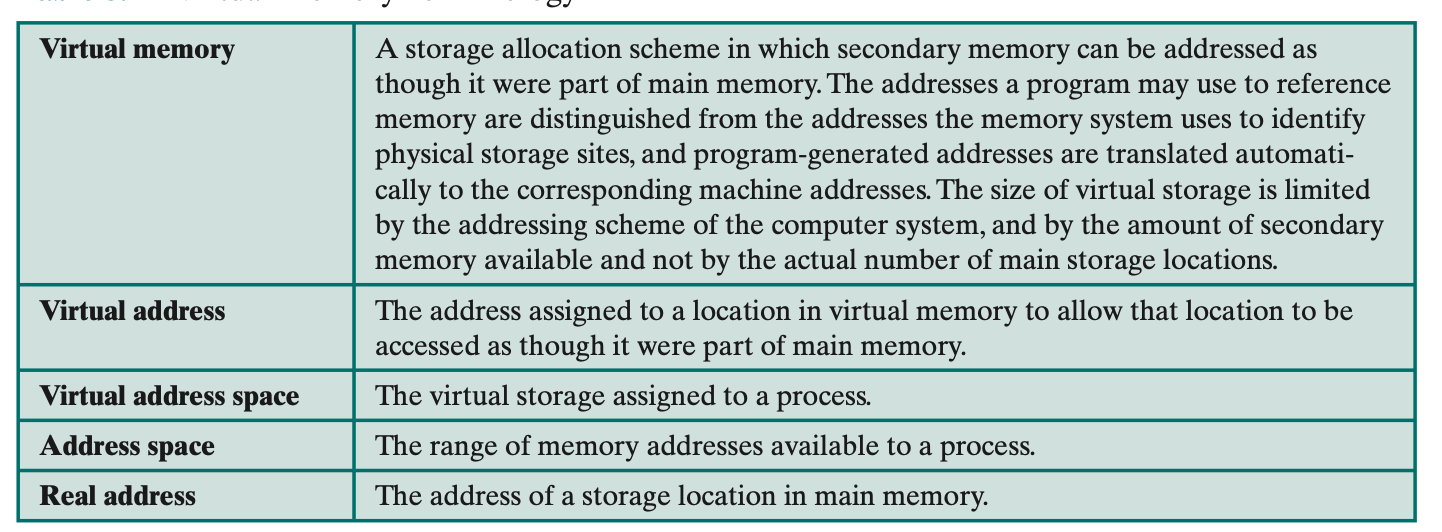 Virtual memory
A storage allocation scheme in which secondary memory can be addressed as
though it were part of main memory. The addresses a program may use to reference
memory are distinguished from the addresses the memory system uses to identify
physical storage sites, and program-generated addresses are translated automati-
cally to the corresponding machine addresses. The size of virtual storage is limited
by the addressing scheme of the computer system, and by the amount of secondary
memory available and not by the actual number of main storage locations.
Virtual address
The address assigned to a location in virtual memory to allow that location to be
accessed as though it were part of main memory.
Virtual address space
The virtual storage assigned to a process.
Address space
The range of memory addresses available to a process.
Real address
The address of a storage location in main memory.